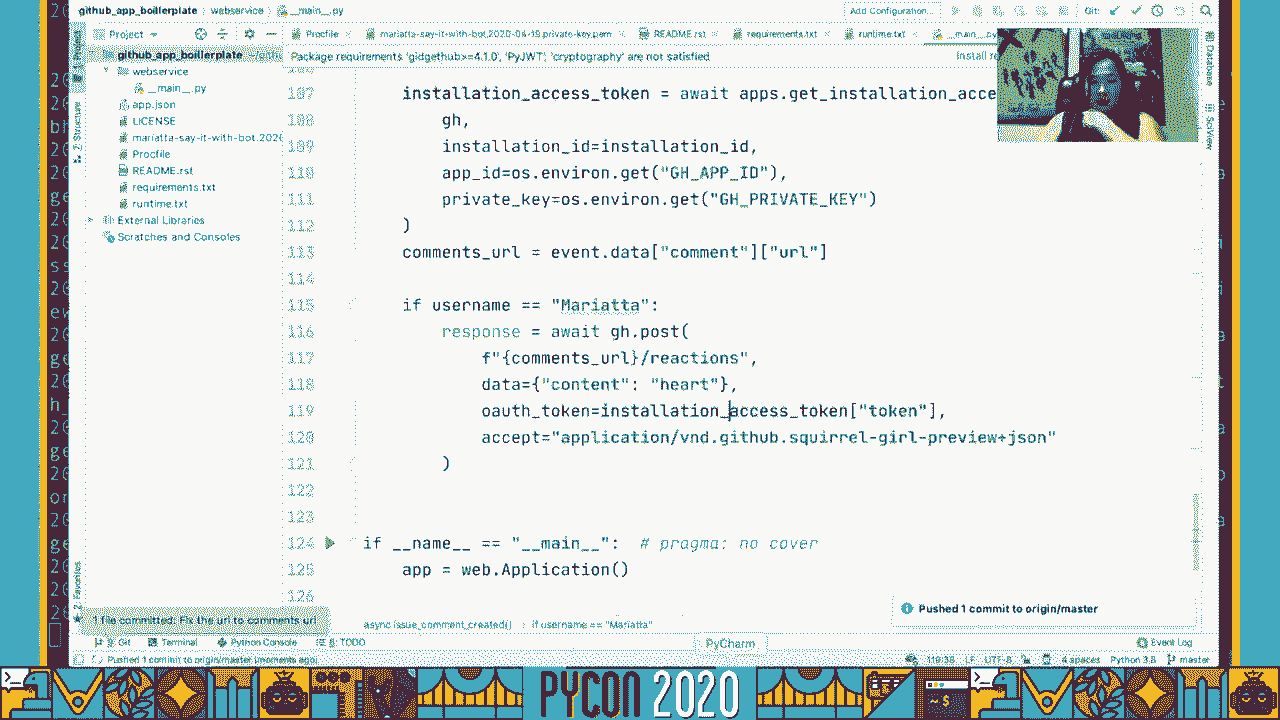 github_app_boilerplate webservice __main__.py
Add Configuration...
Git:
Project
Procfile
mariatta-say-it-with-bot.2020-04-19.private-key.pem
README.rst
requirements.txt
runtime.txt
__main__.py
Package requirements 'gidgethub>=4.1.0', 'PyJWT', 'cryptography' are not satisfied
Install re
github_app_boilerplate
webservice
__main__.py
app.json
LICENSE
mariatta-say-it-with-bot.202
Procfile
README.rst
requirements.txt
runtime.txt
External Libraries
Scratches and Consoles
Structure
2: Favorites
Database
SciView
107 installation_access_token = await apps.get_installation_acce
108 gh,
109 installation_id=installation_id,
110 app_id=os.environ.get("GH_APP_ID"),
111 private_key=os.environ.get("GH_PRIVATE_KEY")
112 )
113 comments_url = event.data["comment"]["url"]
114
115 if username == "Mariatta":
116 response = await gh.post(
117 f"{comments_url}/reactions",
118 data={"content": "heart"},
119 oauth_token=installation_access_token["token"],
120 accept="application/vnd.github.squirrel-girl-preview+json"
121 )
122
123
124 if __name__ == "__main__":  # pragma: no cover
125 app = web.Application()
126
Pushed 1 commit to origin/master
1 file committed: Fix the url to comments url
async issue_comment_created() if username == "Mariatta"
Git
Terminal
Python Console
6: TODO
PyCharm
Event Log
Pushed 1 commit to origin/master (moments ago)
119:38 LF UTF-8 4 spaces Python 3.8 master
PYCON 2020
~ $